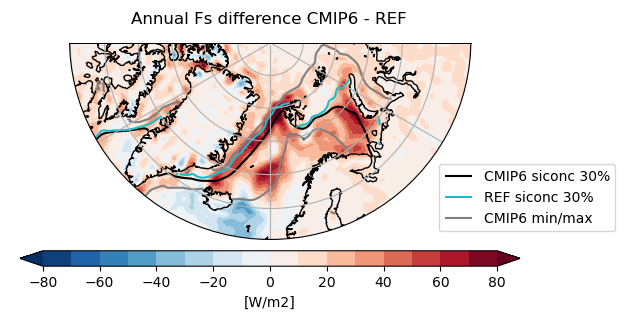 Annual Fs difference CMIP6 - REF
CMIP6 siconc 30%
REF siconc 30%
CMIP6 min/max
−80 −60 −40 −20 0 20 40 60 80
[W/m2]